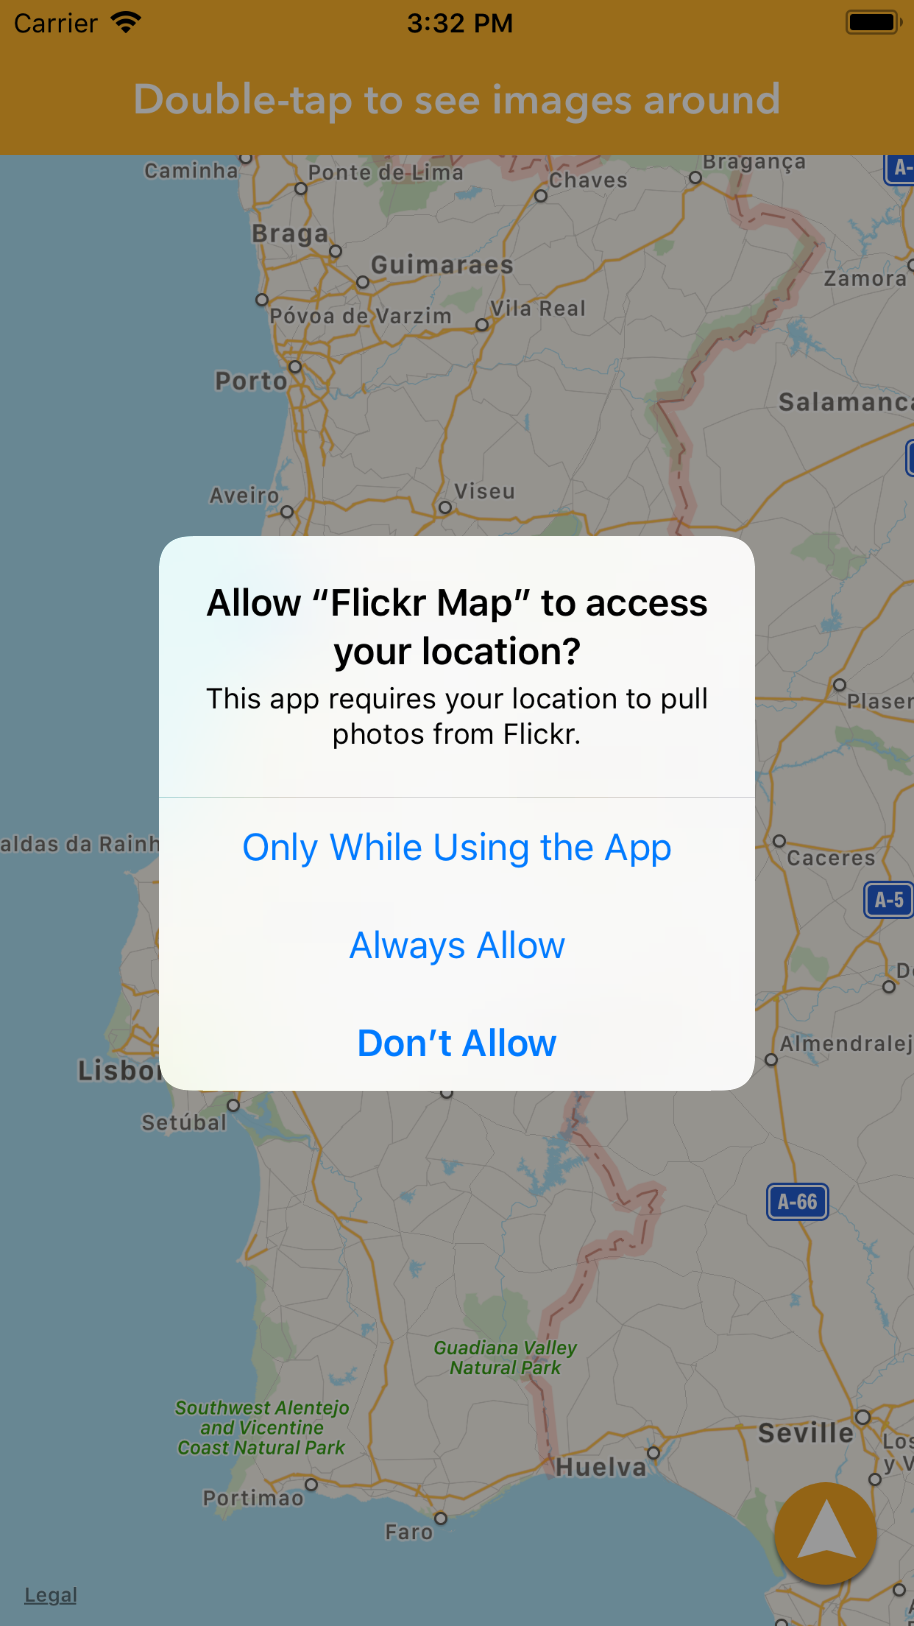 Carrier 3:32 PM
Double-tap to see images around
Caminha
Ponte de Lima
Chaves
Bragança
Braga
Guimaraes
Zamora
Póvoa de Varzim
Vila Real
Porto
Salamanca
Aveiro
Viseu
Allow “Flickr Map” to access
your location?
This app requires your location to pull
photos from Flickr.
Plaser
Only While Using the App
aldas da Rainh
Caceres
A-5
Always Allow
Don’t Allow
Almendralej
Lisbo
Setúbal
A-66
Guadiana Valley
Natural Park
Southwest Alentejo
and Vicentine
Coast Natural Park
Seville
Los
y V
Huelva
Portimao
Faro
Legal